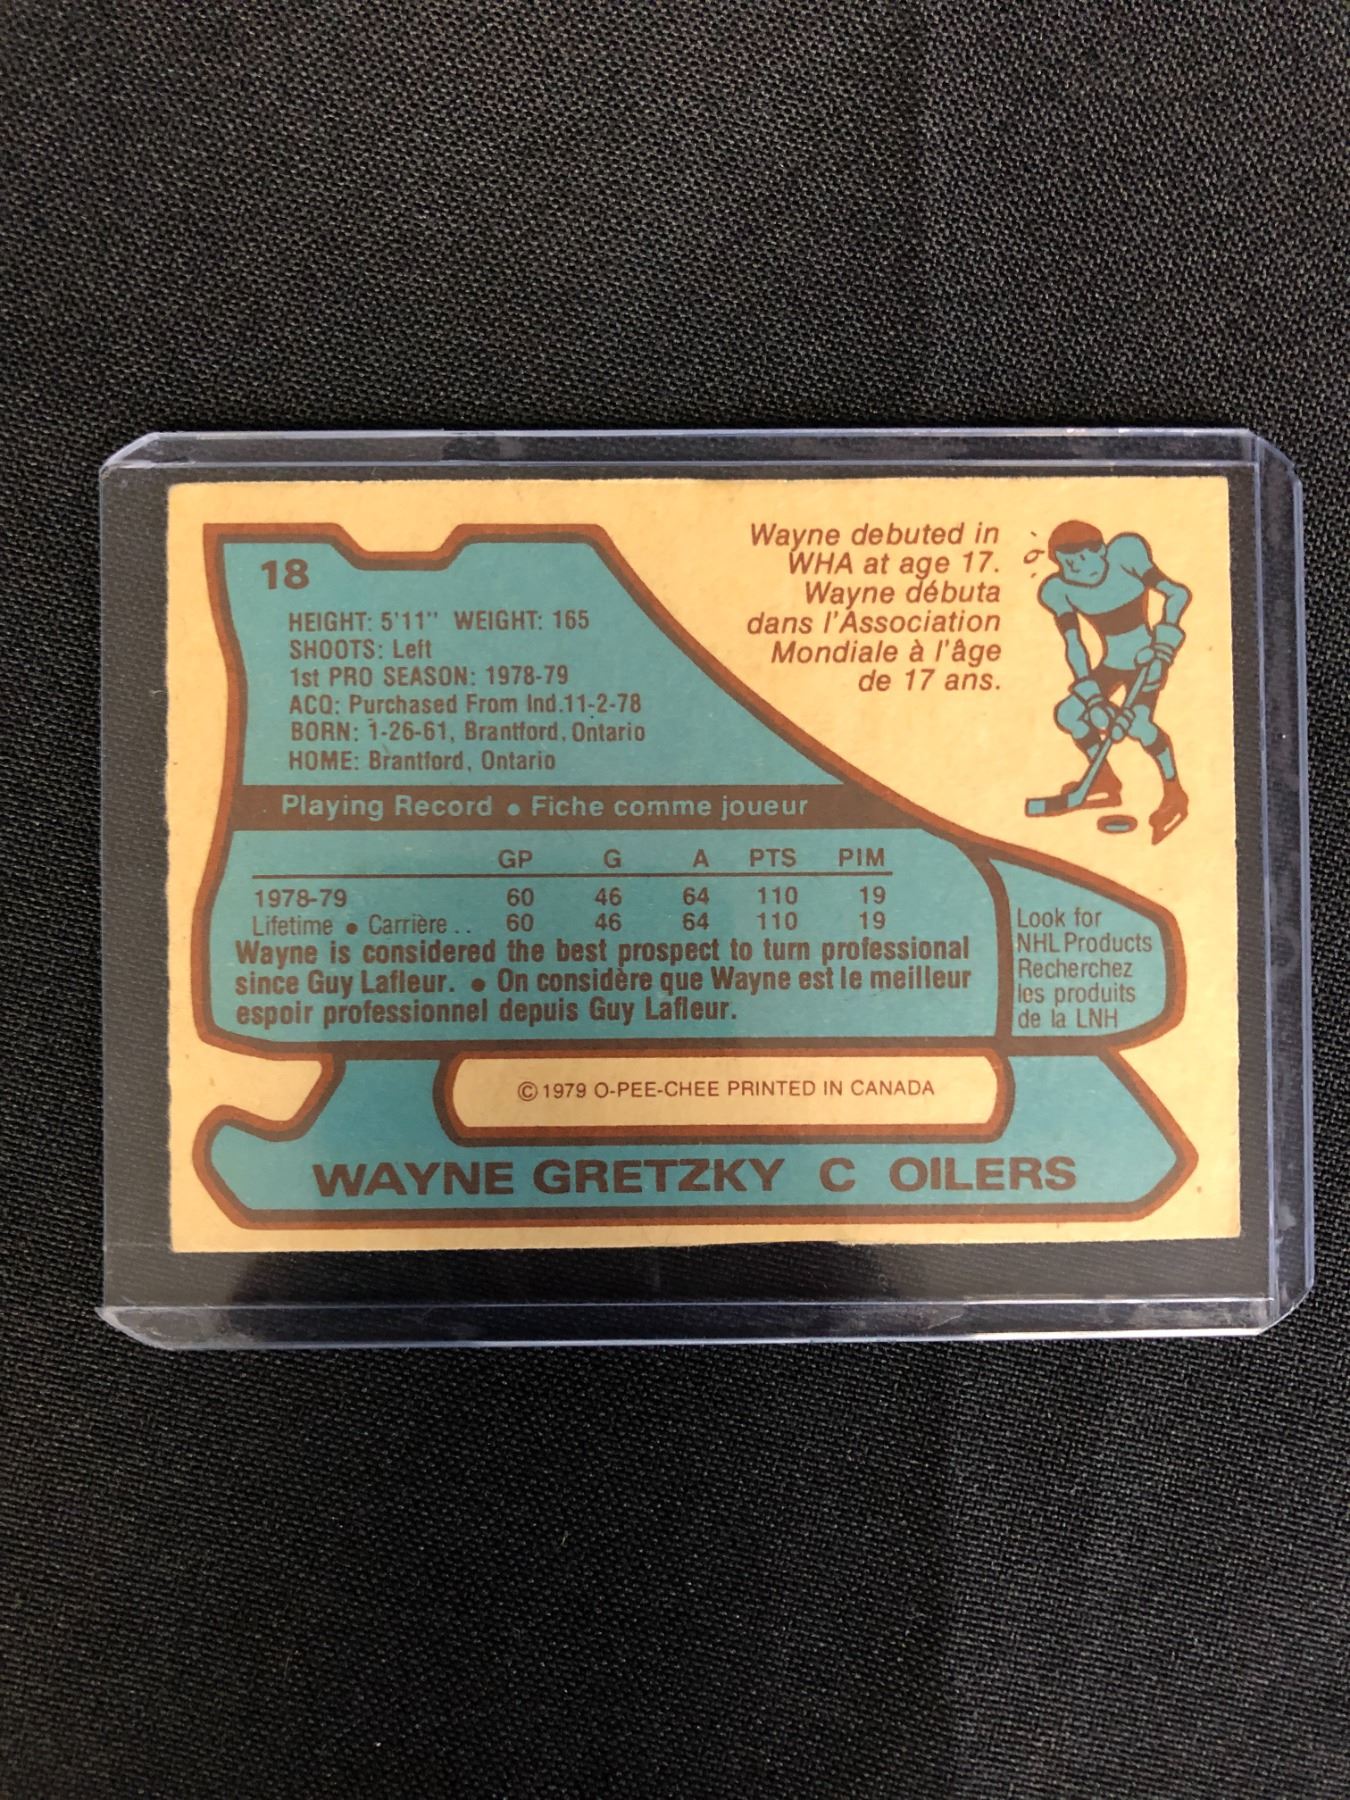 18
HEIGHT: 5'11" WEIGHT: 165
SHOOTS: Left
1st PRO SEASON: 1978-79
ACQ: Purchased From Ind.11-2-78
BORN: 1-26-61, Brantford, Ontario
HOME: Brantford, Ontario
Wayne debuted in
WHA at age 17.
Wayne débuta
dans l'Association
Mondiale à l'âge
de 17 ans.
Playing Record • Fiche comme joueur
GP G A PTS PIM
1978-79 60 46 64 110 19
Lifetime • Carrière .. 60 46 64 110 19
Wayne is considered the best prospect to turn professional
since Guy Lafleur. • On considère que Wayne est le meilleur
espoir professionnel depuis Guy Lafleur.
Look for
NHL Products
Recherchez
les produits
de la LNH
© 1979 O-PEE-CHEE PRINTED IN CANADA
WAYNE GRETZKY C OILERS